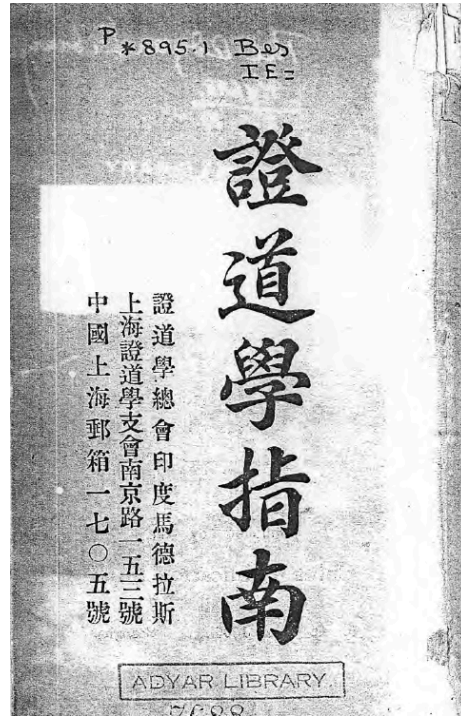 P
*895.1 Bes
IE=
證道學指南
證道學總會印度馬德拉斯
上海證道學支會南京路一五三號
中國上海郵箱一七〇五號
ADYAR LIBRARY
7688